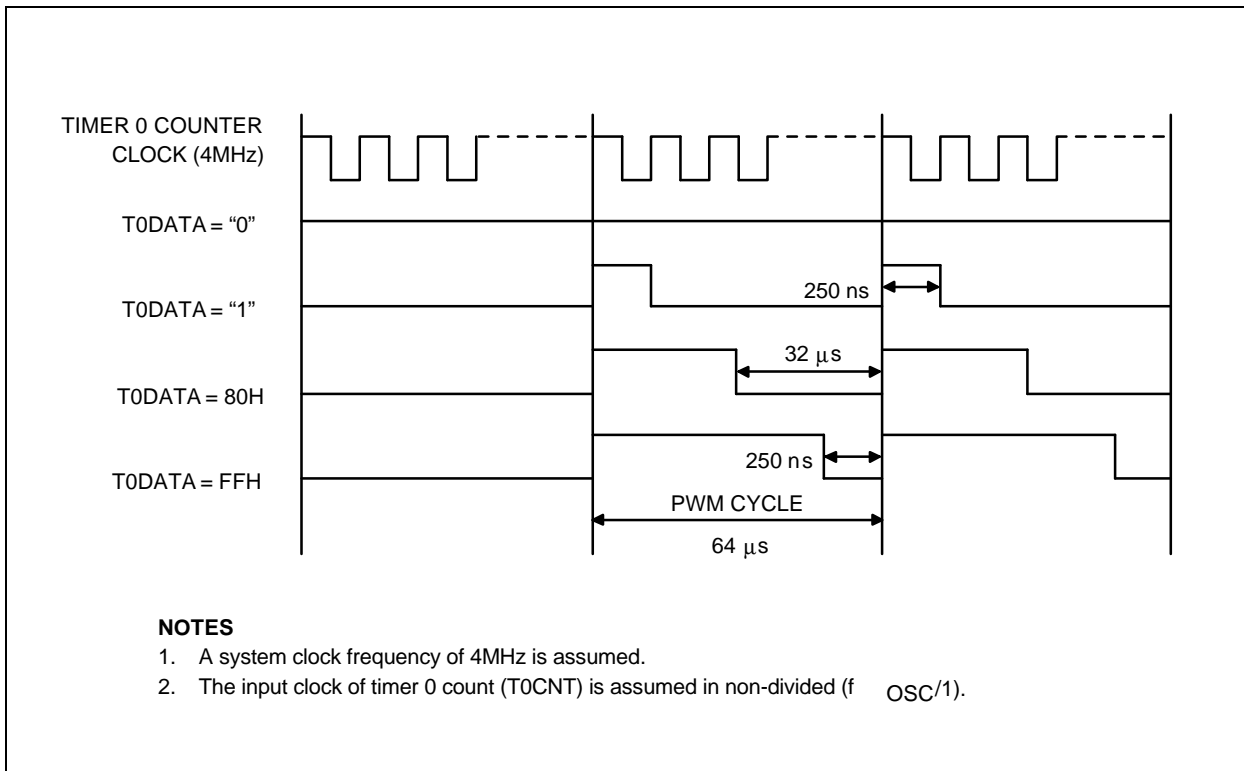 TIMER 0 COUNTER
CLOCK (4MHz)
T0DATA = “0”
T0DATA = “1”
250 ns
32 μs
T0DATA = 80H
250 ns
T0DATA = FFH
PWM CYCLE
64 μs
NOTES
1. A system clock frequency of 4MHz is assumed.
2. The input clock of timer 0 count (T0CNT) is assumed in non-divided (f OSC/1).